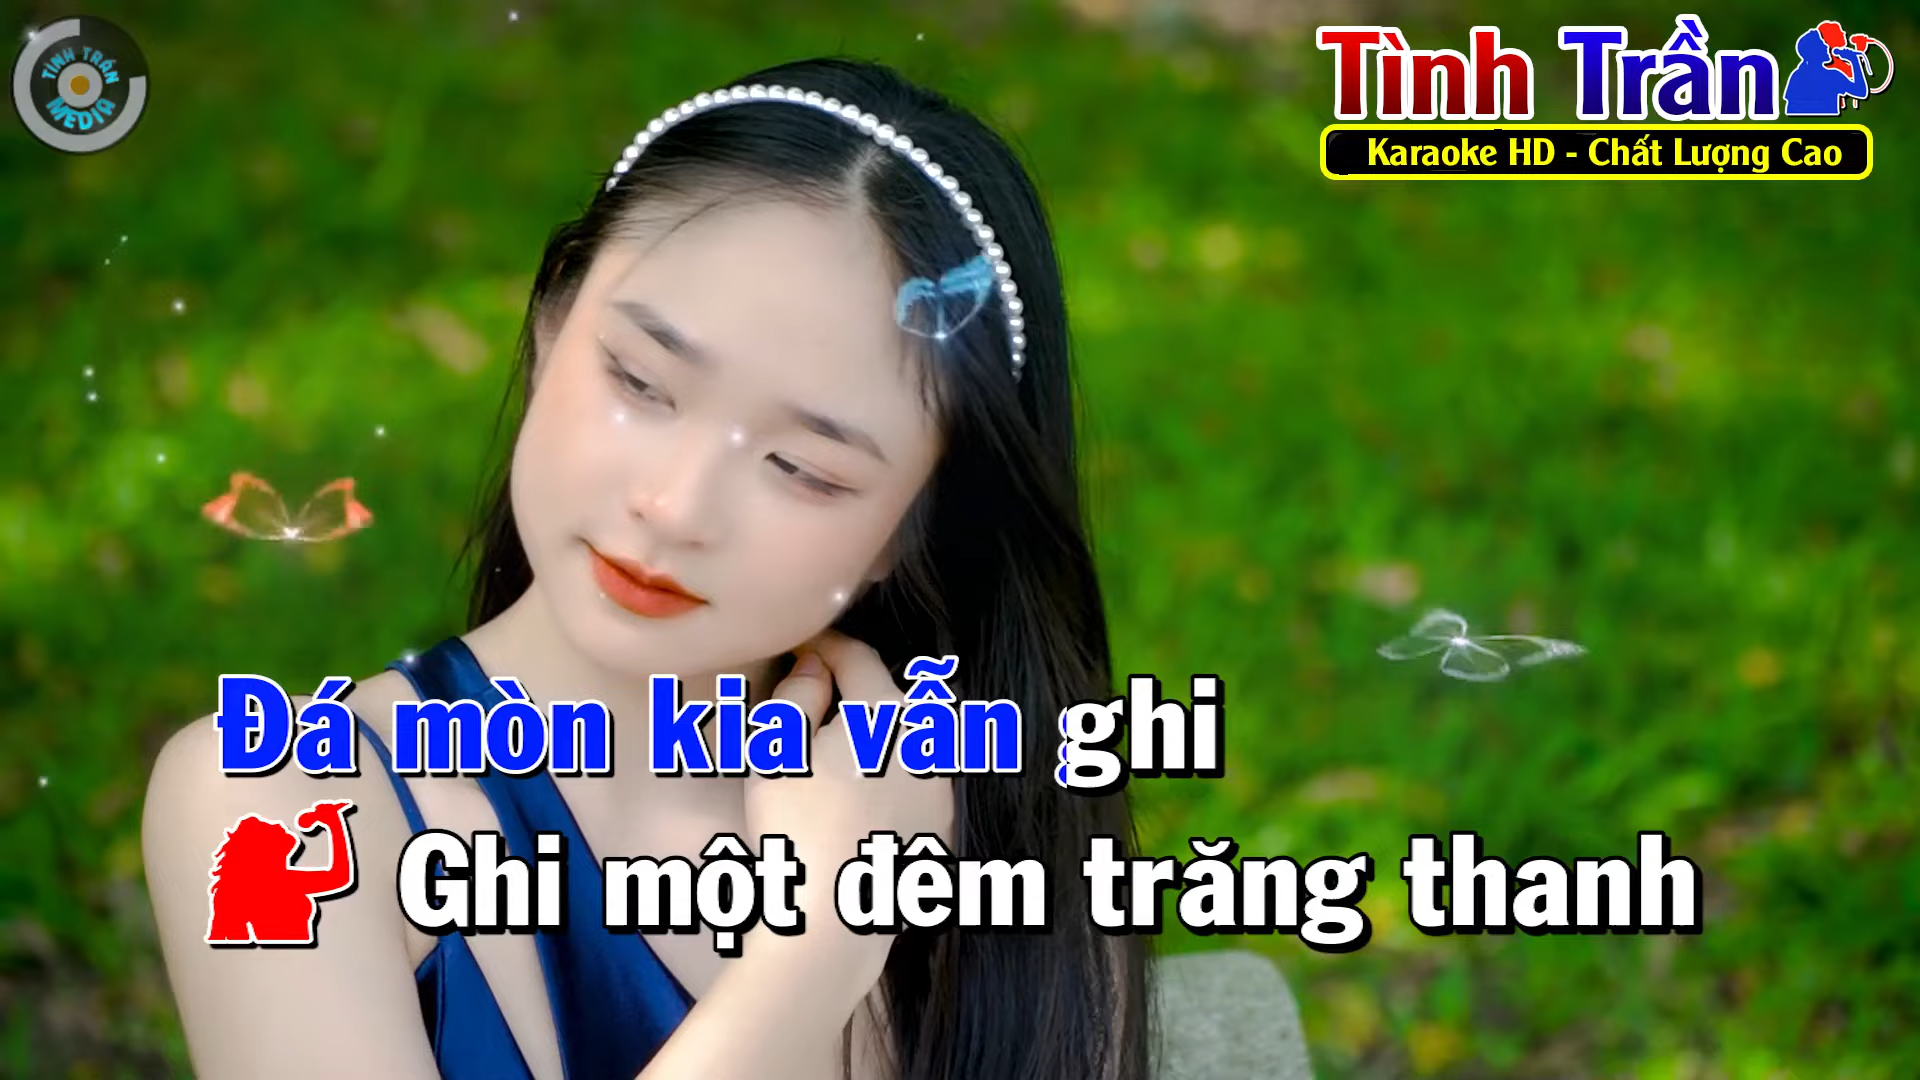 TÌNH TRẦN
MEDIA
Tình Trần
Karaoke HD - Chất Lượng Cao
Đá mòn kia vẫn ghi
Ghi một đêm trăng thanh